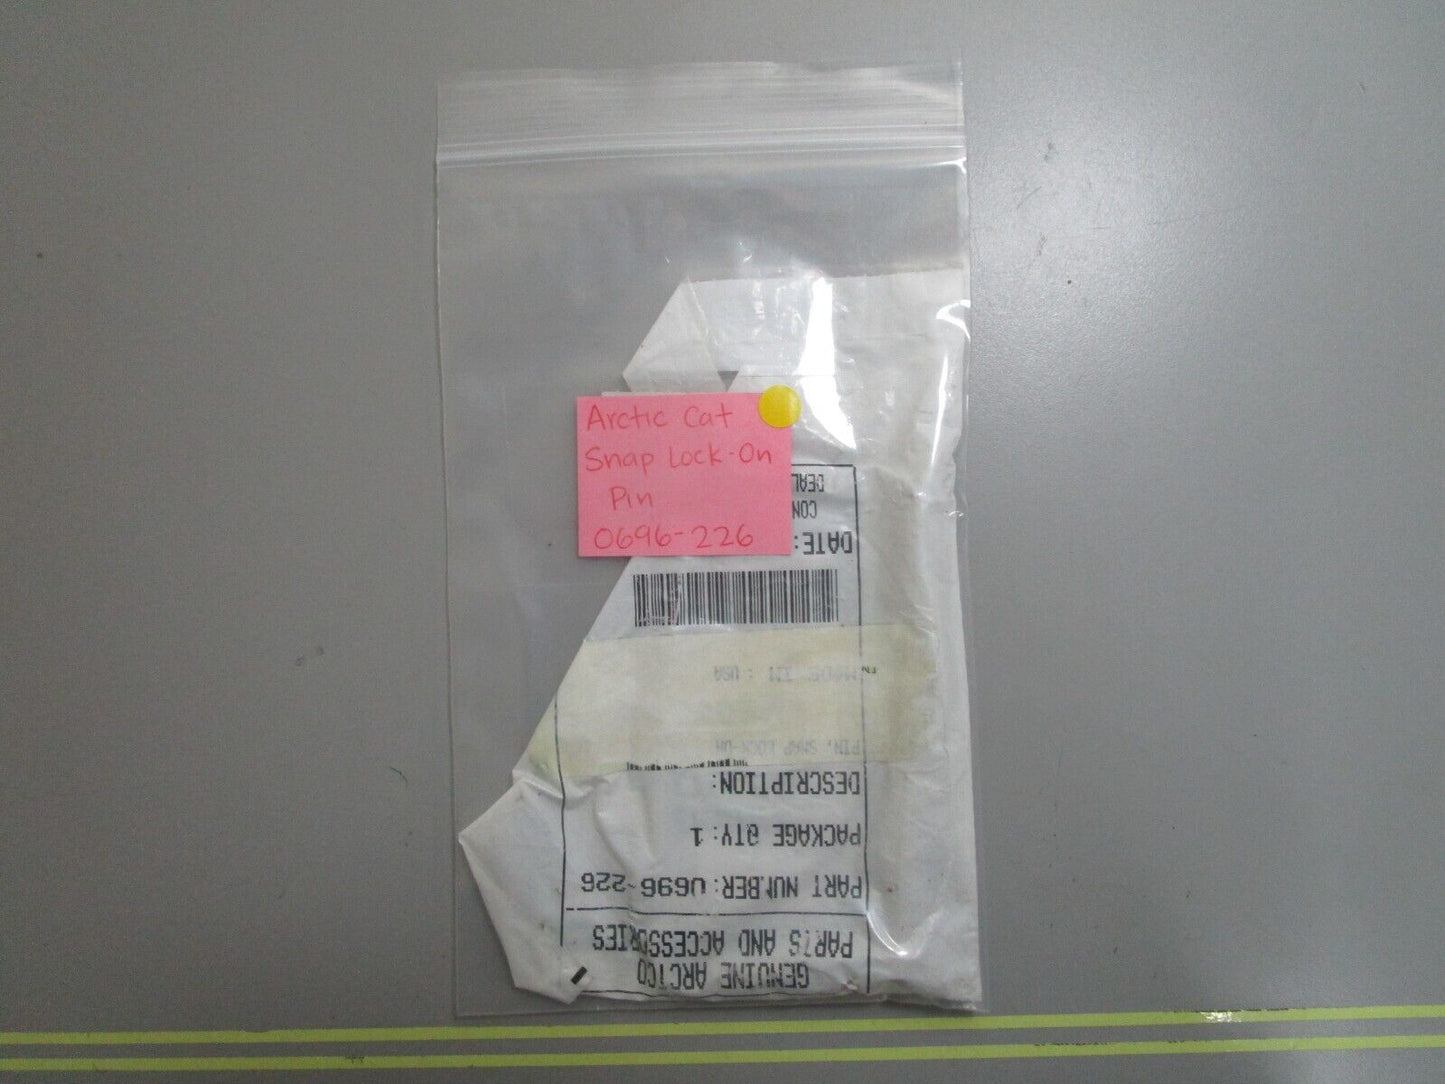 Arctic Cat
Snap Lock-On
Pin
0696-226
GENUINE ARCTCO
PARTS AND ACCESSORIES
PART NUMBER: 0696-226
PACKAGE QTY: 1
DESCRIPTION:
PIN, SNAP LOCK-ON
MADE IN : USA
DATE:
CON
DEAL